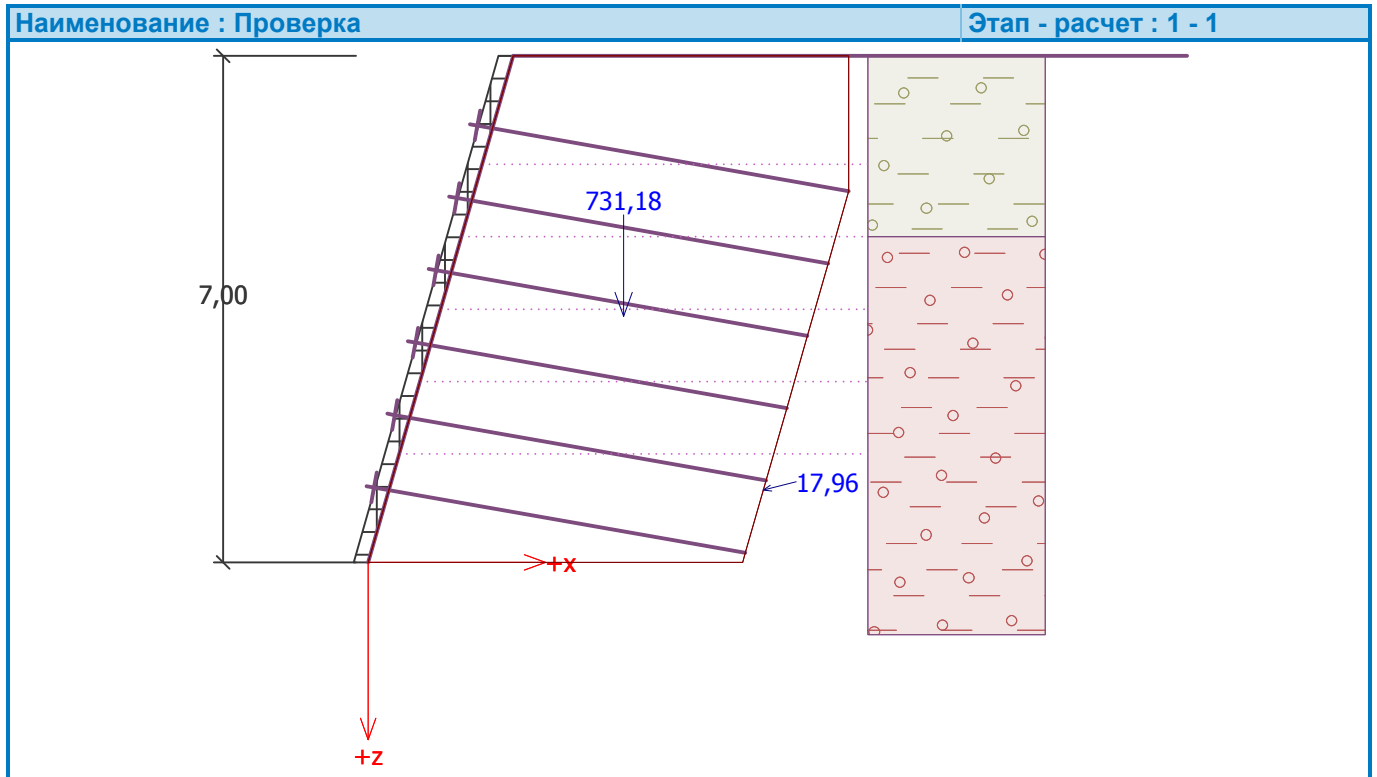 Наименование : Проверка
Этап - расчет : 1 - 1
731,18
7,00
17,96
+x
+z